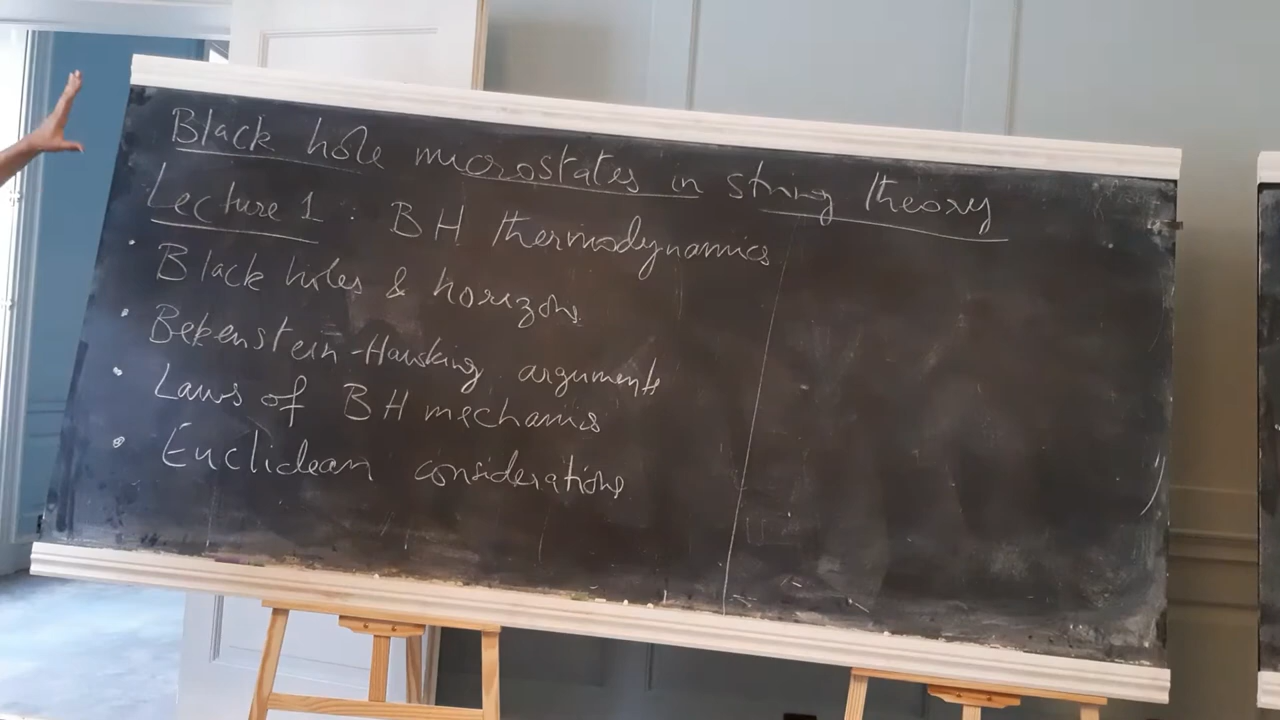 Black hole microstates in string theory
Lecture 1 : BH thermodynamics
• Black holes & horizons
• Bekenstein-Hawking arguments
• Laws of BH mechanics
• Euclidean considerations